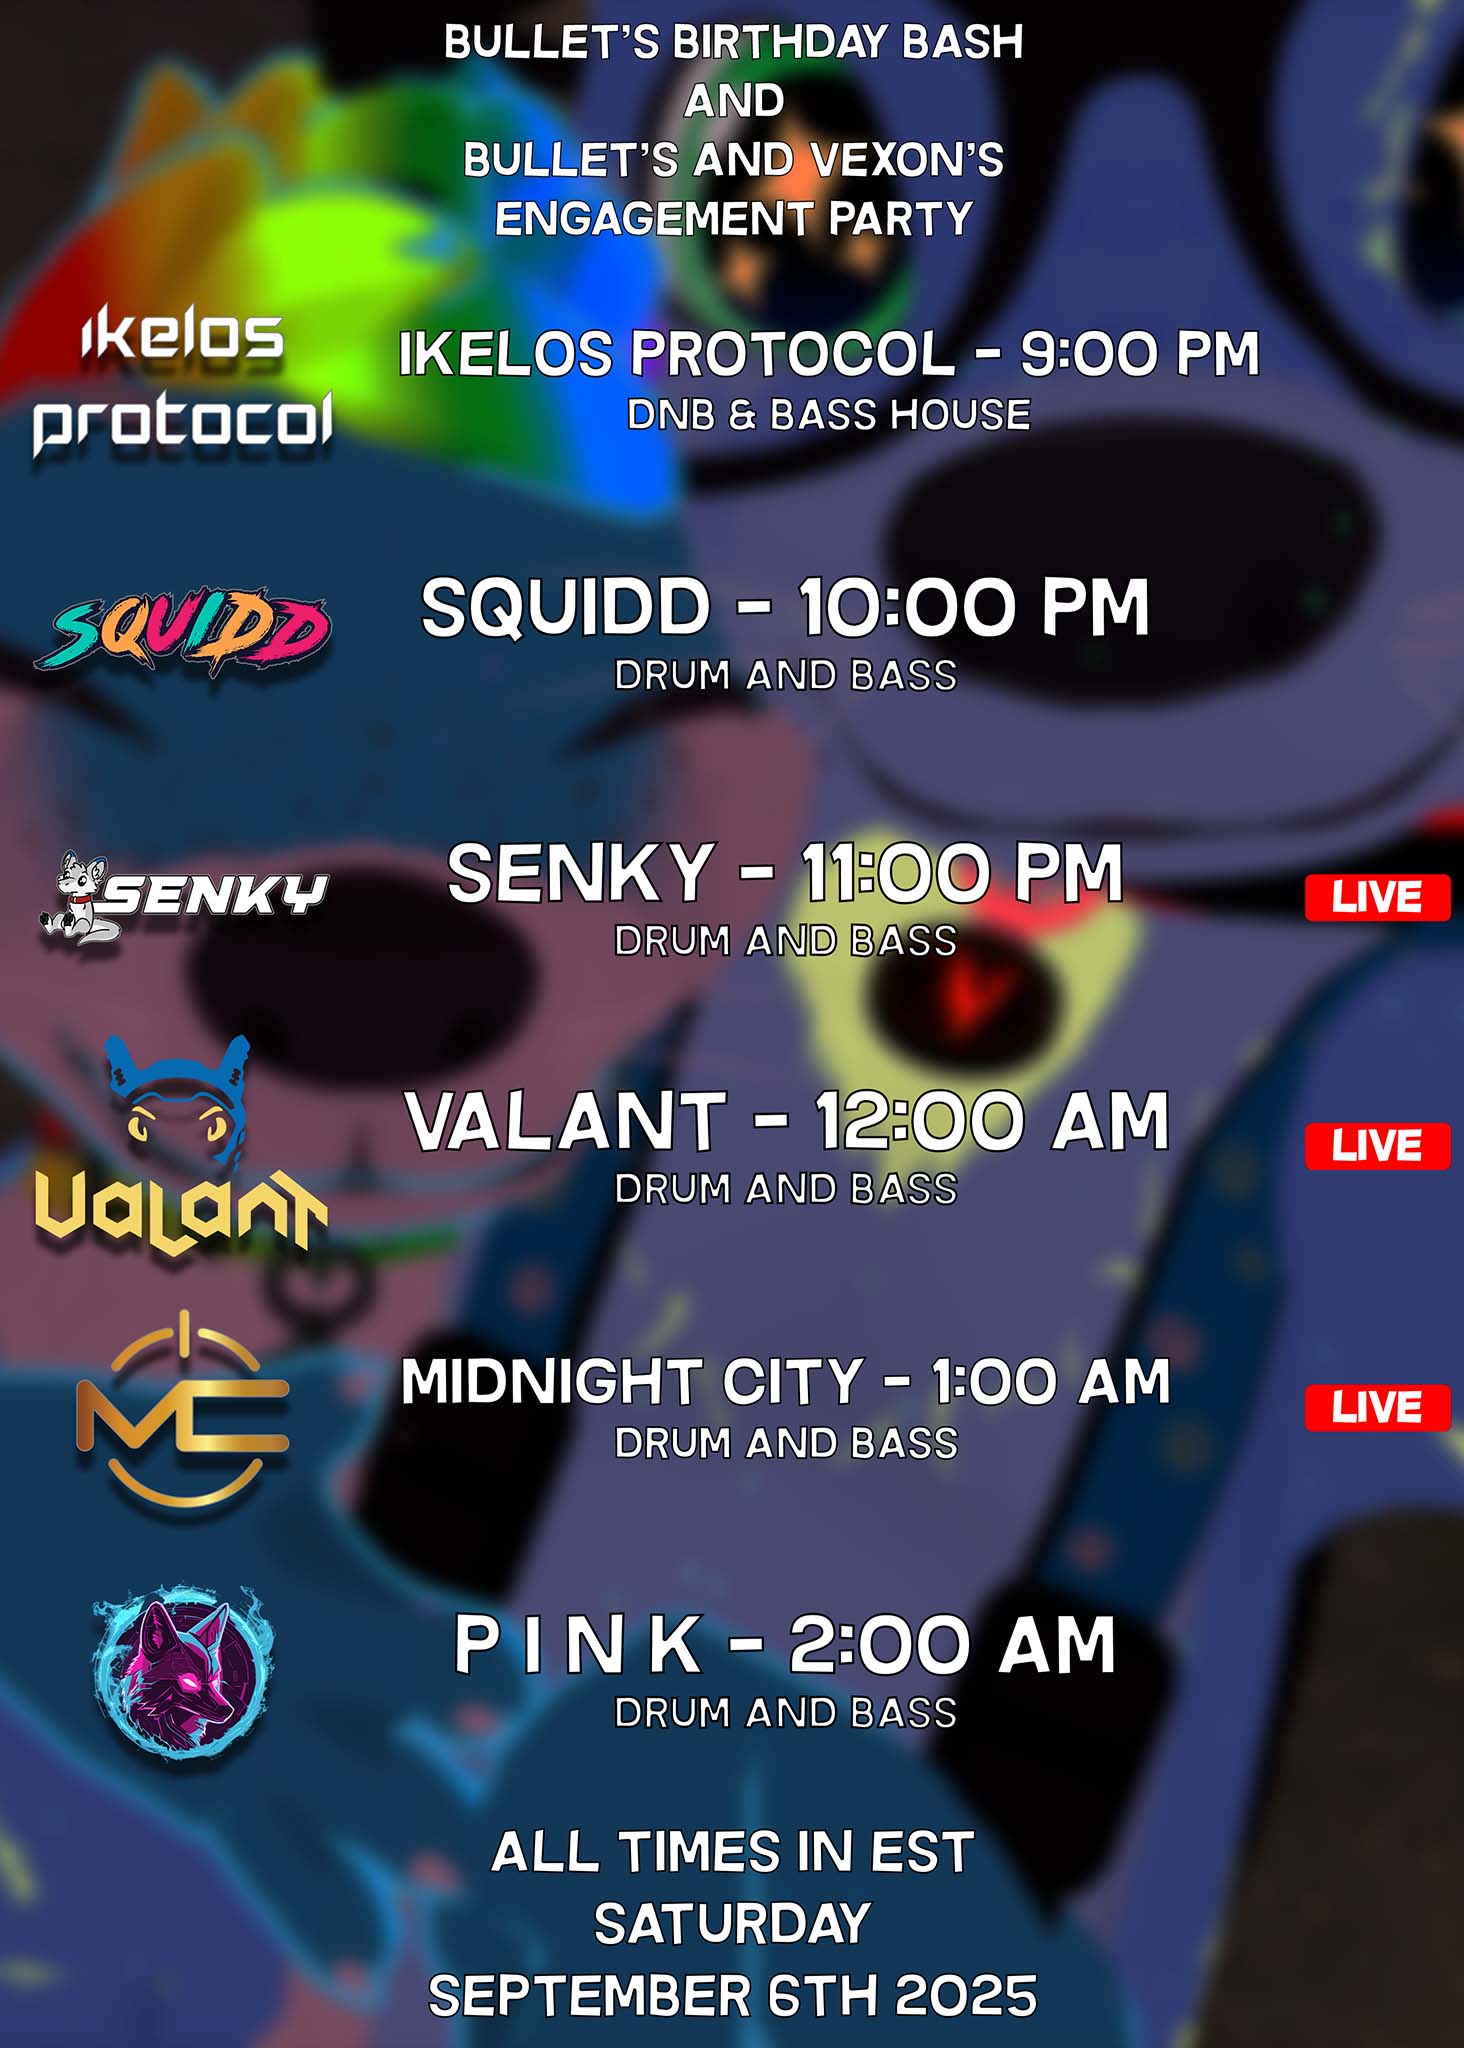 BULLET'S BIRTHDAY BASH
AND
BULLET'S AND VEXON'S
ENGAGEMENT PARTY
ikelos
protocol
IKELOS PROTOCOL - 9:00 PM
DNB & BASS HOUSE
SQUIDD
SQUIDD - 10:00 PM
DRUM AND BASS
SENKY
SENKY - 11:00 PM
DRUM AND BASS
LIVE
VALANT
VALANT - 12:00 AM
DRUM AND BASS
LIVE
MC
MIDNIGHT CITY - 1:00 AM
DRUM AND BASS
LIVE
P I N K - 2:00 AM
DRUM AND BASS
ALL TIMES IN EST
SATURDAY
SEPTEMBER 6TH 2025